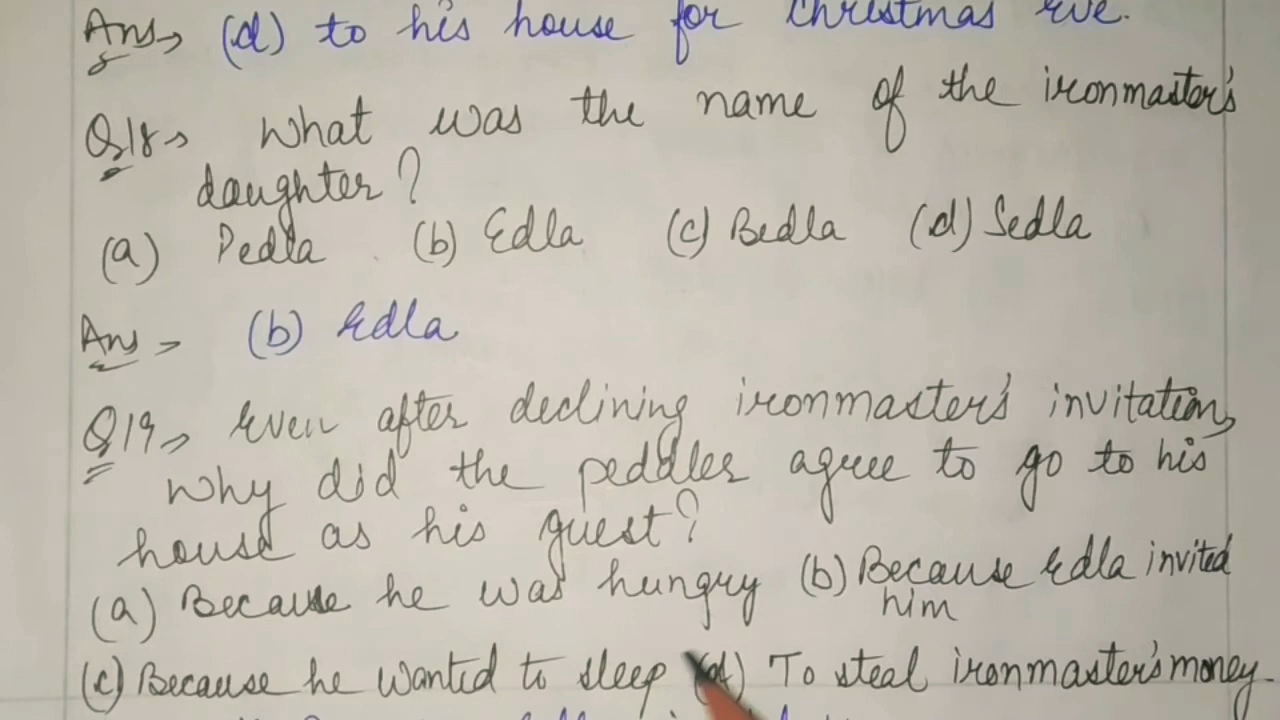 Ans→ (d) to his house for Christmas eve.
Q18→ What was the name of the ironmaster's
daughter?
(a) Pedla (b) Edla (c) Bedla (d) Sedla
Ans → (b) Edla
Q19→ Even after declining ironmaster's invitation,
why did the peddler agree to go to his
house as his guest?
(a) Because he was hungry (b) Because Edla invited
him
(c) Because he wanted to sleep (d) To steal ironmaster's money.